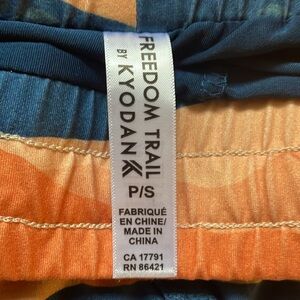 FREEDOM TRAIL
BY KYODAN
P/S
FABRIQUÉ
EN CHINE/
MADE IN
CHINA
CA 17791
RN 86421